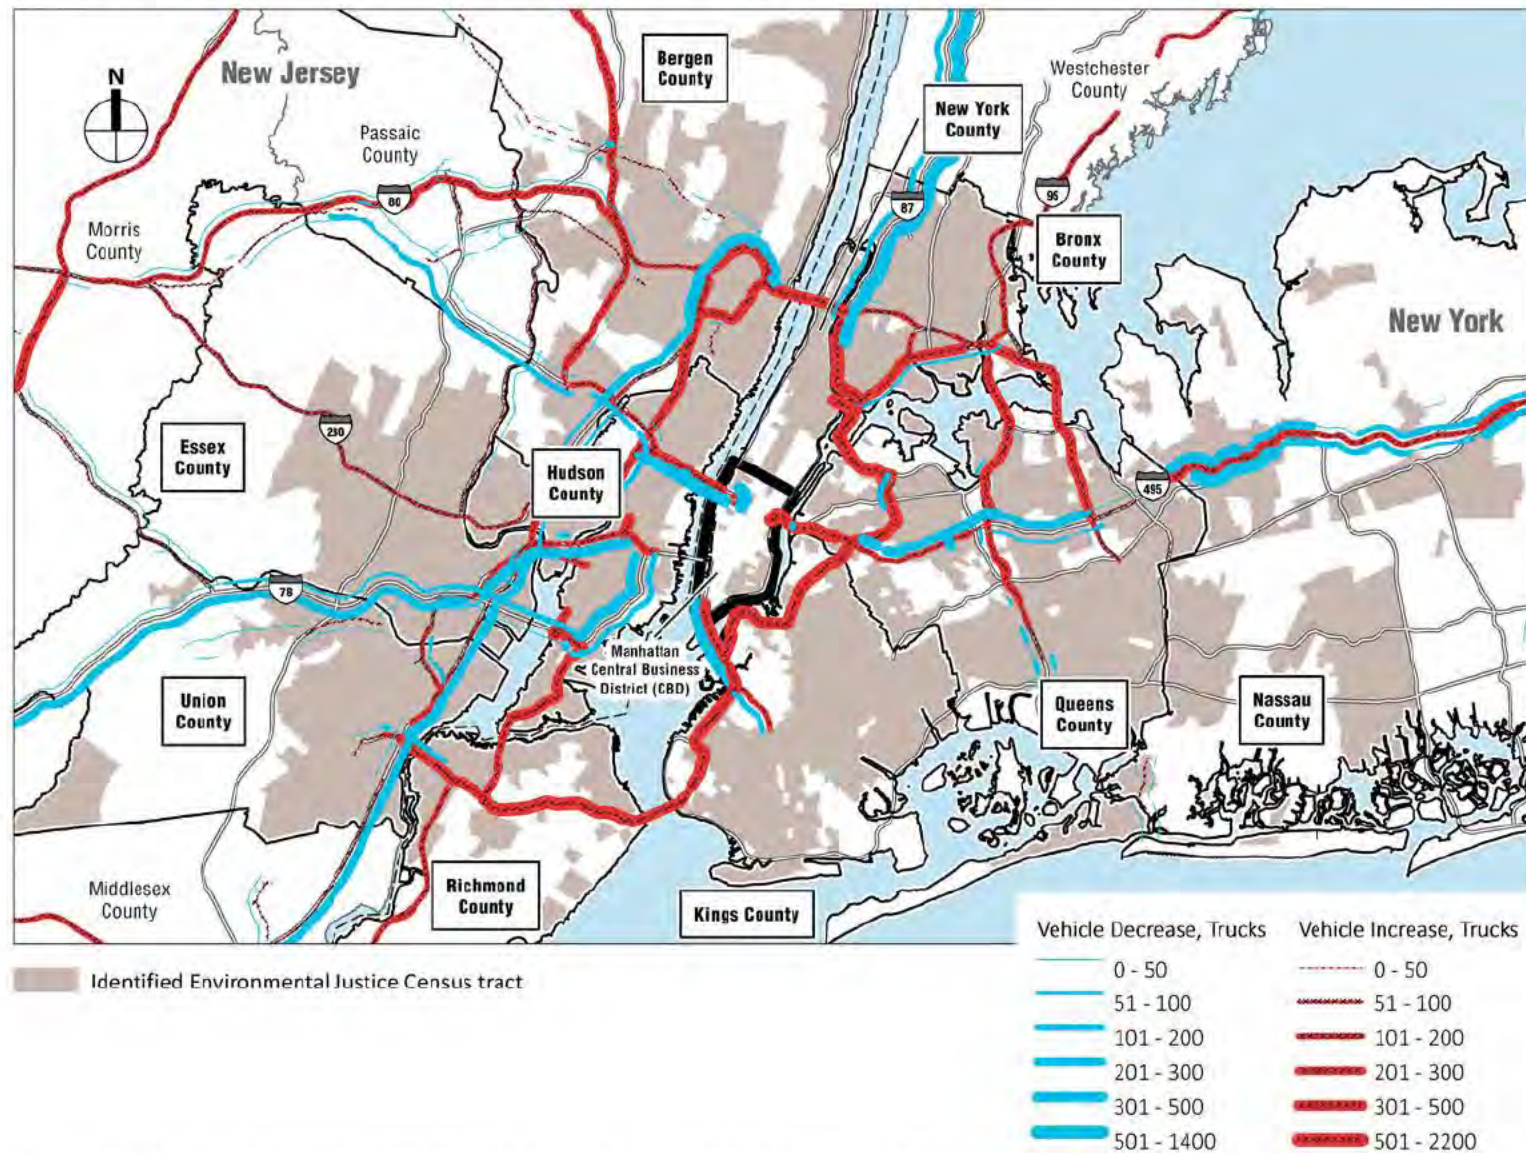 New Jersey
N
Bergen
County
Westchester
County
New York
County
Passaic
County
80
87
95
Morris
County
Bronx
County
New York
Essex
County
280
Hudson
County
495
78
Manhattan
Central Business
District (CBD)
Union
County
Queens
County
Nassau
County
Middlesex
County
Richmond
County
Kings County
Identified Environmental Justice Census tract
Vehicle Decrease, Trucks
0 - 50
51 - 100
101 - 200
201 - 300
301 - 500
501 - 1400
Vehicle Increase, Trucks
0 - 50
51 - 100
101 - 200
201 - 300
301 - 500
501 - 2200